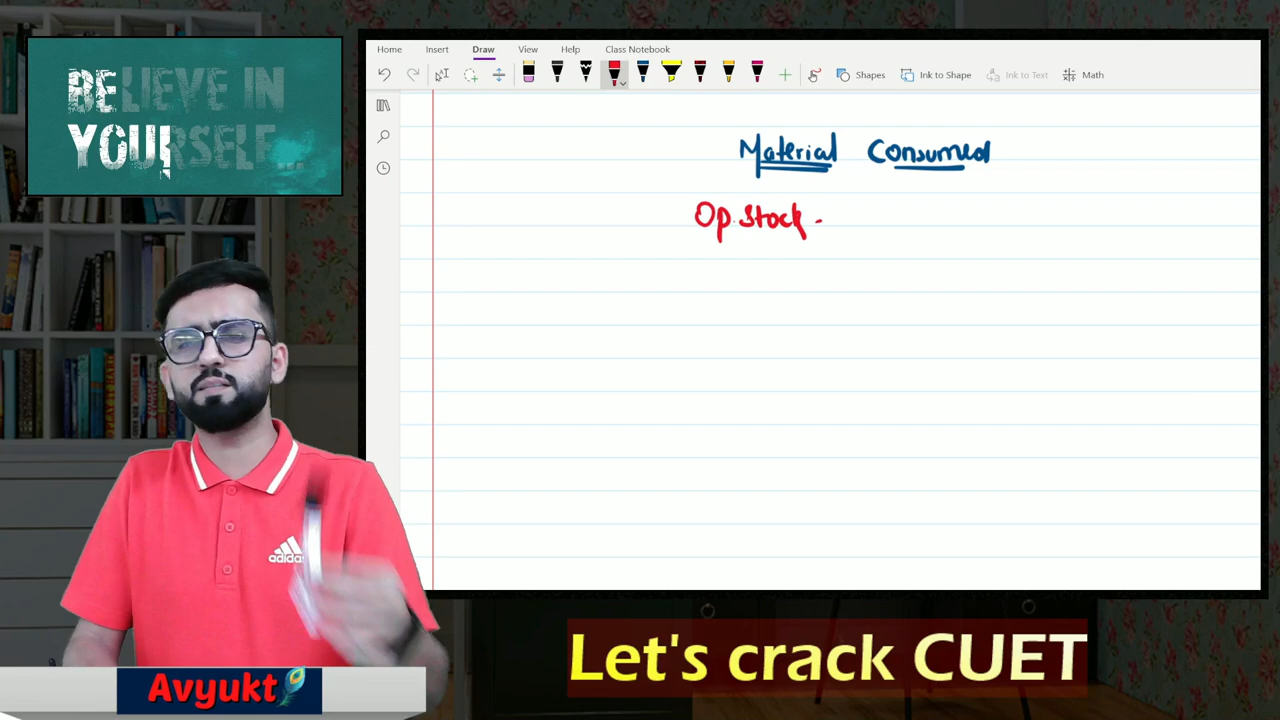 BELIEVE IN
YOURSELF...
Home Insert Draw View Help Class Notebook
Shapes Ink to Shape Ink to Text Math
Material Consumed
Op. Stock -
adidas
Let's crack CUET
Avyukt